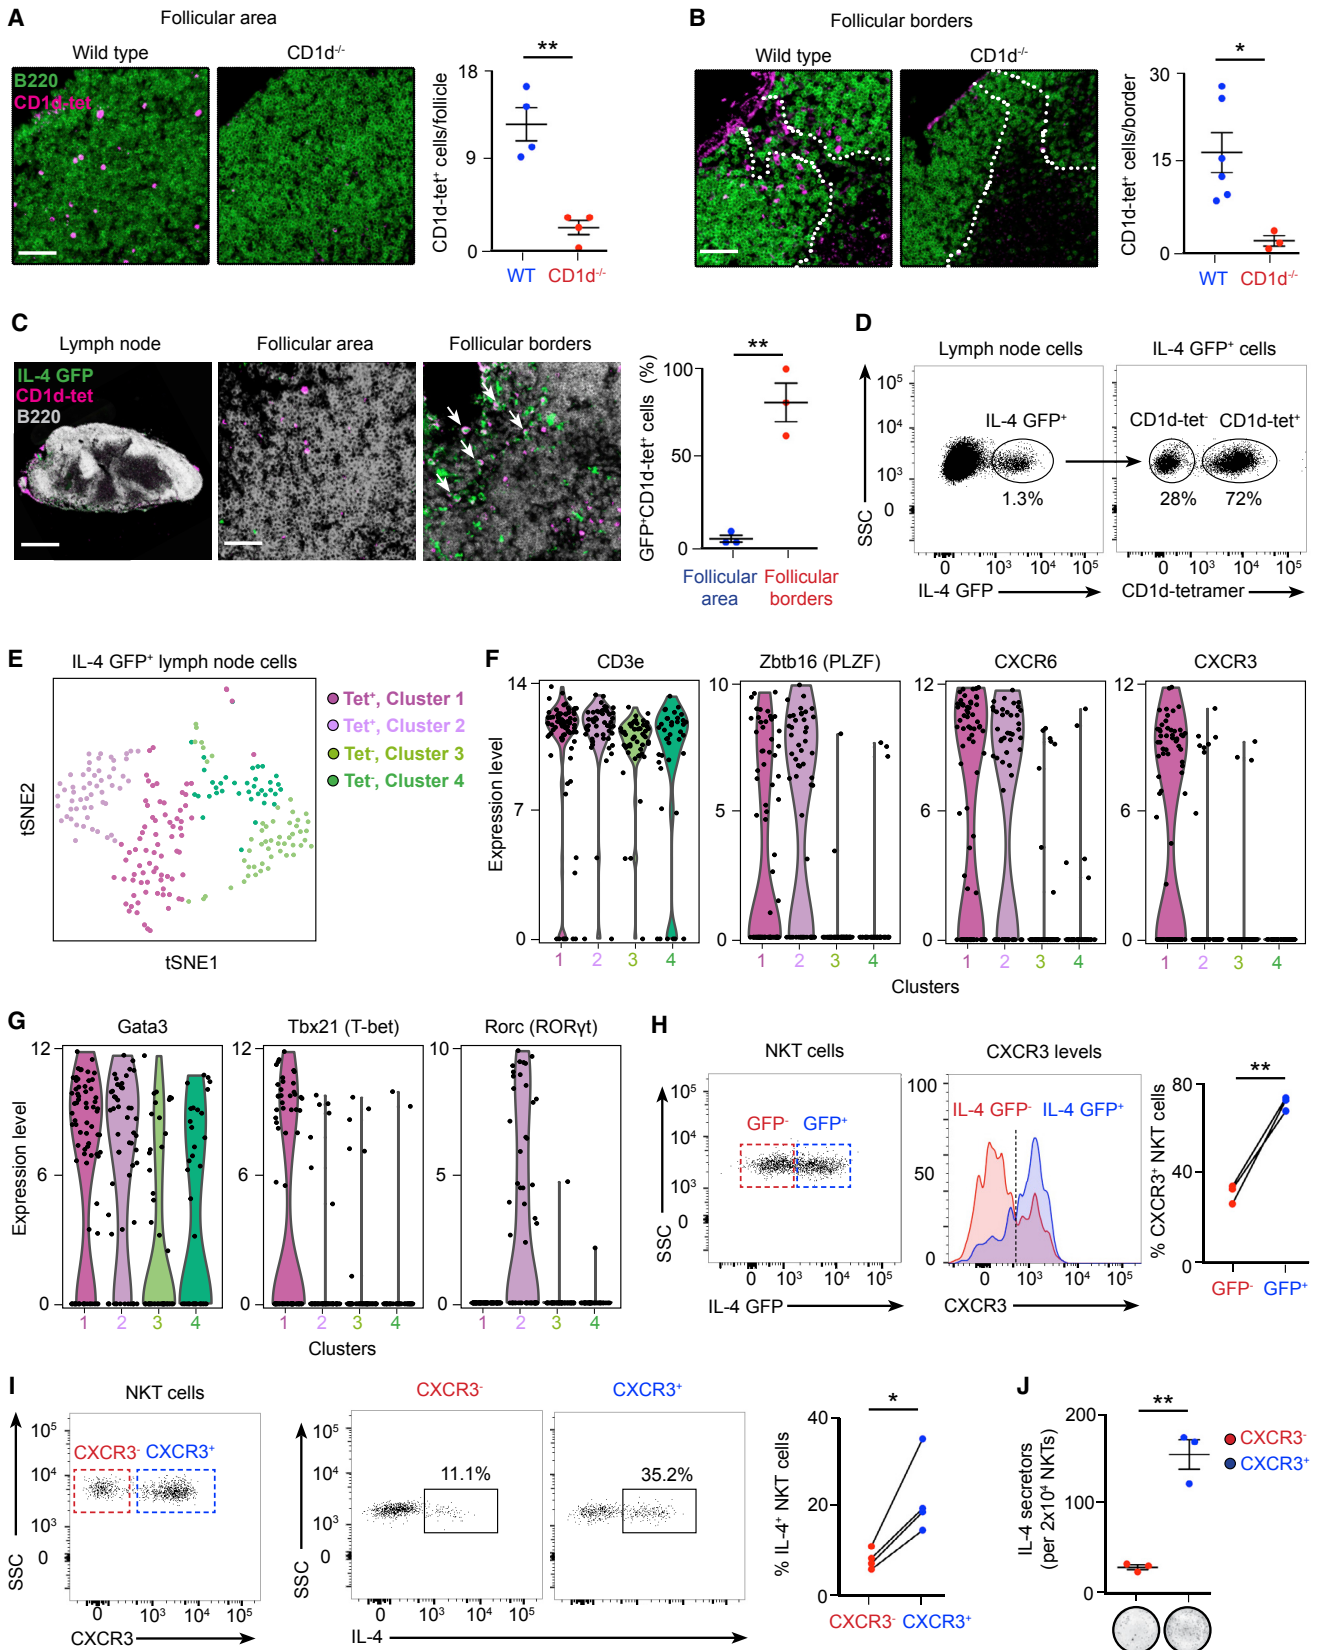 A
Follicular area
Wild type
CD1d-/-
B220
CD1d-tet
CD1d-tet+ cells/follicle
18
9
0
**
WT
CD1d-/-
B
Follicular borders
Wild type
CD1d-/-
CD1d-tet+ cells/border
30
15
0
*
WT
CD1d-/-
C
Lymph node
Follicular area
Follicular borders
IL-4 GFP
CD1d-tet
B220
GFP+CD1d-tet+ cells (%)
100
50
0
**
Follicular area
Follicular borders
D
Lymph node cells
IL-4 GFP+ cells
IL-4 GFP+
1.3%
CD1d-tet-
CD1d-tet+
28%
72%
SSC
10⁵
10⁴
10³
0
0 10³ 10⁴ 10⁵
0 10³ 10⁴ 10⁵
IL-4 GFP
CD1d-tetramer
E
IL-4 GFP+ lymph node cells
tSNE2
tSNE1
Tet+, Cluster 1
Tet+, Cluster 2
Tet-, Cluster 3
Tet-, Cluster 4
F
CD3e
Zbtb16 (PLZF)
CXCR6
CXCR3
Expression level
14
7
0
10
5
0
12
6
0
12
6
0
1 2 3 4
1 2 3 4
1 2 3 4
1 2 3 4
Clusters
G
Gata3
Tbx21 (T-bet)
Rorc (RORγt)
Expression level
12
6
0
12
6
0
10
5
0
1 2 3 4
1 2 3 4
1 2 3 4
Clusters
H
NKT cells
CXCR3 levels
GFP-
GFP+
SSC
10⁵
10⁴
10³
0
0 10³ 10⁴ 10⁵
IL-4 GFP
IL-4 GFP-
IL-4 GFP+
100
50
0
0 10³ 10⁴ 10⁵
CXCR3
% CXCR3+ NKT cells
80
40
0
**
GFP-
GFP+
I
NKT cells
CXCR3-
CXCR3+
SSC
10⁵
10⁴
10³
0
0 10³ 10⁴ 10⁵
CXCR3
CXCR3-
CXCR3+
11.1%
35.2%
SSC
10⁵
10⁴
10³
0
0 10³ 10⁴ 10⁵
0 10³ 10⁴ 10⁵
IL-4
% IL-4+ NKT cells
40
20
0
*
CXCR3-
CXCR3+
J
IL-4 secretors
(per 2x10⁴ NKTs)
200
100
0
**
CXCR3-
CXCR3+